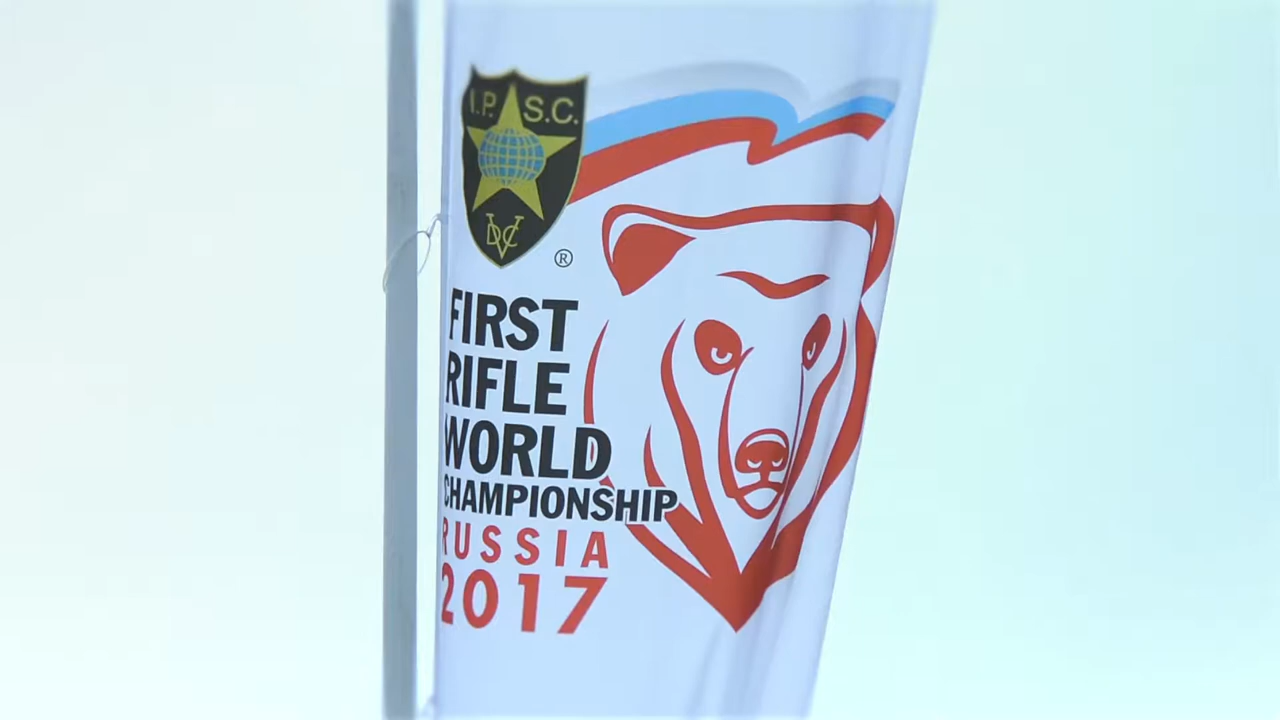 I.P.S.C.
DVC
®
FIRST
RIFLE
WORLD
CHAMPIONSHIP
RUSSIA
2017